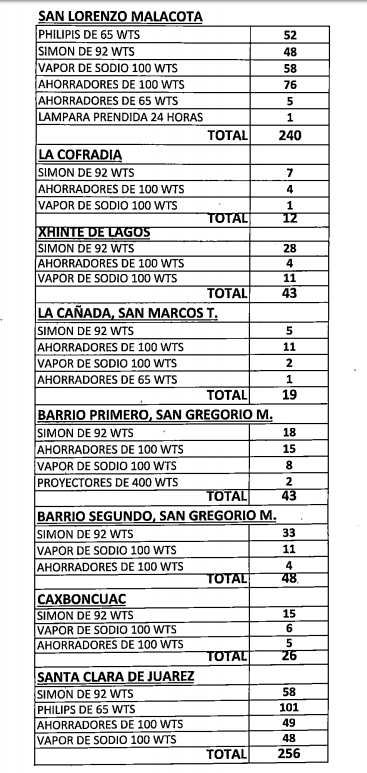 SAN LORENZO MALACOTA
PHILIPIS DE 65 WTS 52
SIMON DE 92 WTS 48
VAPOR DE SODIO 100 WTS 58
AHORRADORES DE 100 WTS 76
AHORRADORES DE 65 WTS 5
LAMPARA PRENDIDA 24 HORAS 1
TOTAL 240
LA COFRADIA
SIMON DE 92 WTS 7
AHORRADORES DE 100 WTS 4
VAPOR DE SODIO 100 WTS 1
TOTAL 12
XHINTE DE LAGOS
SIMON DE 92 WTS 28
AHORRADORES DE 100 WTS 4
VAPOR DE SODIO 100 WTS 11
TOTAL 43
LA CAÑADA, SAN MARCOS T.
SIMON DE 92 WTS 5
AHORRADORES DE 100 WTS 11
VAPOR DE SODIO 100 WTS 2
AHORRADORES DE 65 WTS 1
TOTAL 19
BARRIO PRIMERO, SAN GREGORIO M.
SIMON DE 92 WTS 18
AHORRADORES DE 100 WTS 15
VAPOR DE SODIO 100 WTS 8
PROYECTORES DE 400 WTS 2
TOTAL 43
BARRIO SEGUNDO, SAN GREGORIO M.
SIMON DE 92 WTS 33
VAPOR DE SODIO 100 WTS 11
AHORRADORES DE 100 WTS 4
TOTAL 48
CAXBONCUAC
SIMON DE 92 WTS 15
VAPOR DE SODIO 100 WTS 6
AHORRADORES DE 100 WTS 5
TOTAL 26
SANTA CLARA DE JUAREZ
SIMON DE 92 WTS 58
PHILIPS DE 65 WTS 101
AHORRADORES DE 100 WTS 49
VAPOR DE SODIO 100 WTS 48
TOTAL 256